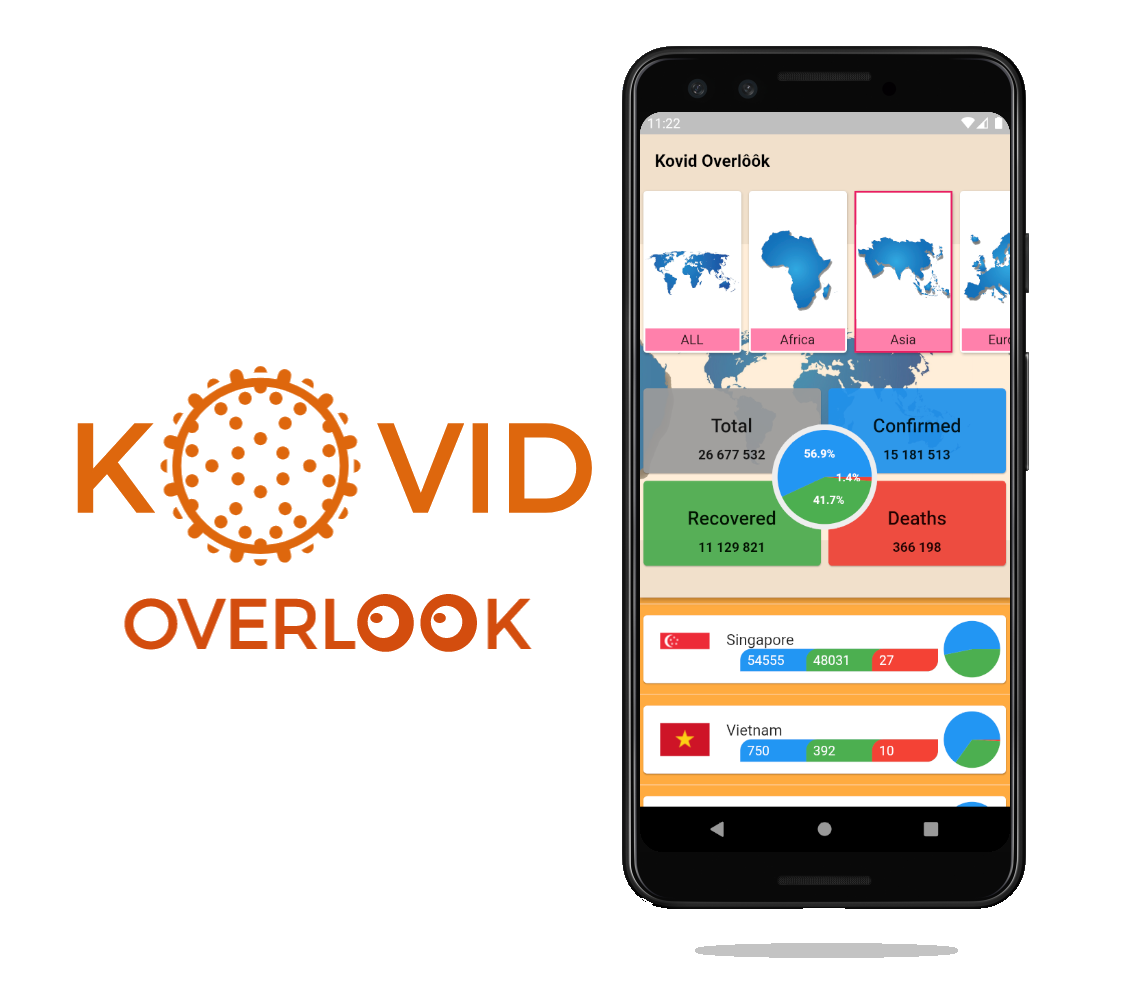 KOVID
OVERLOOK
11:22
Kovid Overlôôk
ALL
Africa
Asia
Total
26 677 532
Confirmed
15 181 513
56.9%
1.4%
41.7%
Recovered
11 129 821
Deaths
366 198
Singapore
54555 48031 27
Vietnam
750 392 10